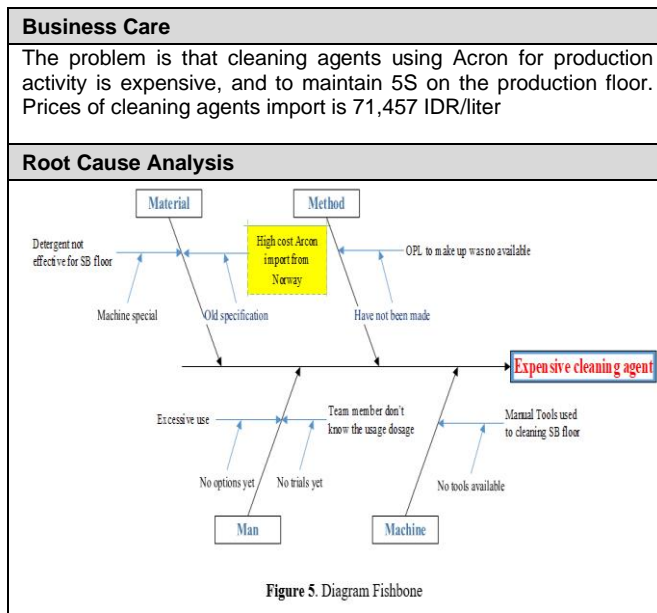 Business Care
The problem is that cleaning agents using Acron for production
activity is expensive, and to maintain 5S on the production floor.
Prices of cleaning agents import is 71,457 IDR/liter
Root Cause Analysis
Material
Method
Detergent not
effective for SB floor
High cost Arcon
import from
Norway
OPL to make up was no available
Machine special
Old specification
Have not been made
Expensive cleaning agent
Excessive use
Team member don't
know the usage dosage
Manual Tools used
to cleaning SB floor
No options yet
No trials yet
No tools available
Man
Machine
Figure 5. Diagram Fishbone